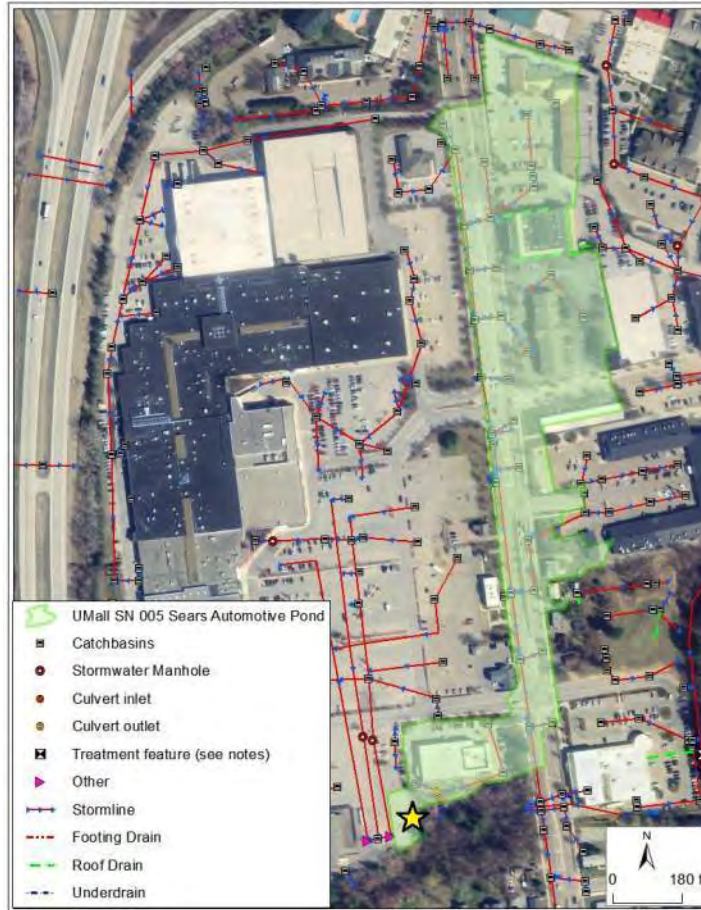 UMall SN 005 Sears Automotive Pond
Catchbasins
Stormwater Manhole
Culvert inlet
Culvert outlet
Treatment feature (see notes)
Other
Stormline
Footing Drain
Roof Drain
Underdrain
N
0 180 f